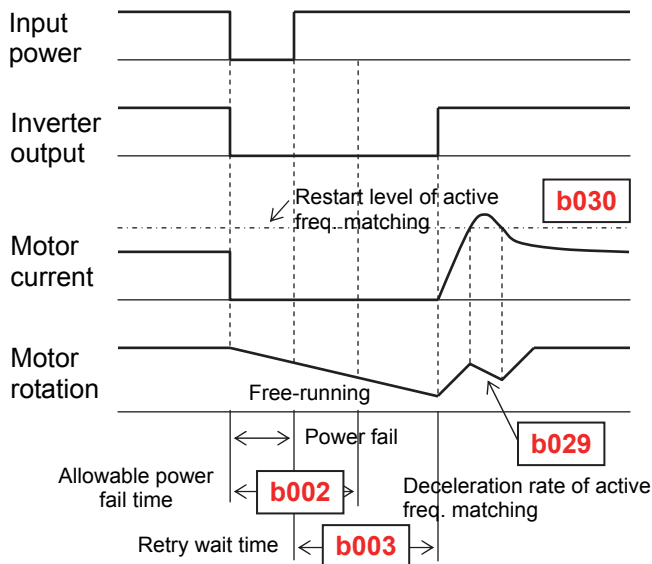 Input
power
Inverter
output
Restart level of active
freq. matching
b030
Motor
current
Motor
rotation
Free-running
Power fail
b029
Allowable power
fail time
b002
Deceleration rate of active
freq. matching
Retry wait time
b003